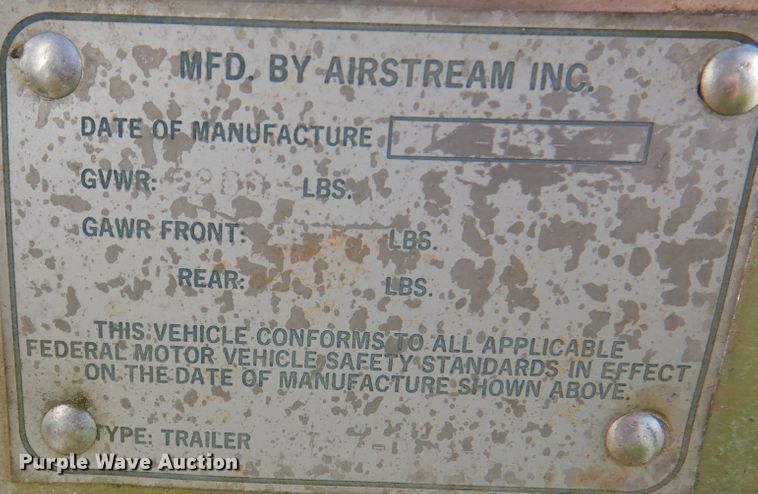 MFD. BY AIRSTREAM INC.
DATE OF MANUFACTURE
GVWR: LBS.
GAWR FRONT: LBS.
REAR: LBS.
THIS VEHICLE CONFORMS TO ALL APPLICABLE
FEDERAL MOTOR VEHICLE SAFETY STANDARDS IN EFFECT
ON THE DATE OF MANUFACTURE SHOWN ABOVE.
TYPE: TRAILER
Purple Wave Auction